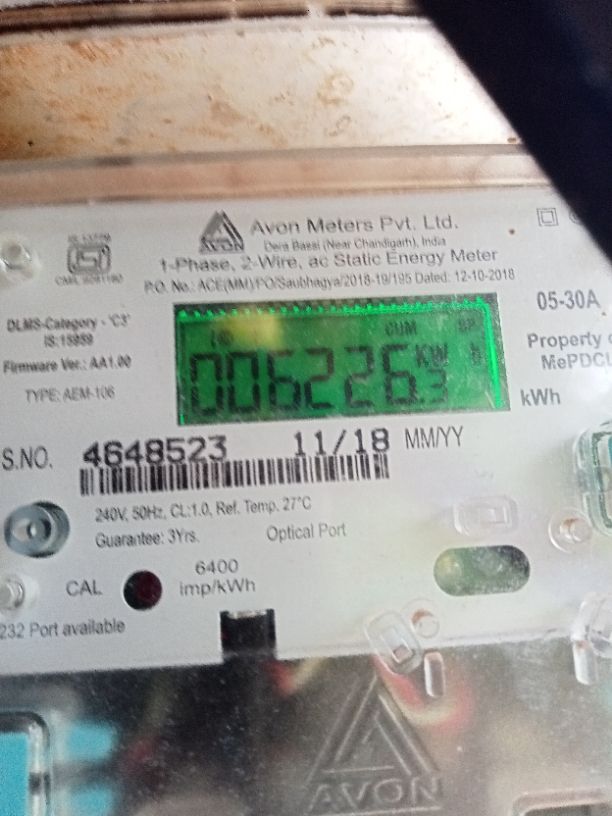 Avon Meters Pvt. Ltd.
AVON
Dera Bassi (Near Chandigarh), India
1-Phase, 2-Wire, ac Static Energy Meter
P.O. No.: ACE(MM)/PO/Saubhagya/2018-19/195 Dated: 12-10-2018
DLMS-Category - 'C3'
IS:15959
Firmware Ver.: AA1.00
TYPE: AEM-106
CUM
006226.3 KW
kWh
05-30A
Property
MePDCL
S.NO. 4648523 11/18 MM/YY
240V, 50Hz, CL:1.0, Ref. Temp. 27°C
Guarantee: 3Yrs. Optical Port
CAL 6400
imp/kWh
232 Port available
AVON